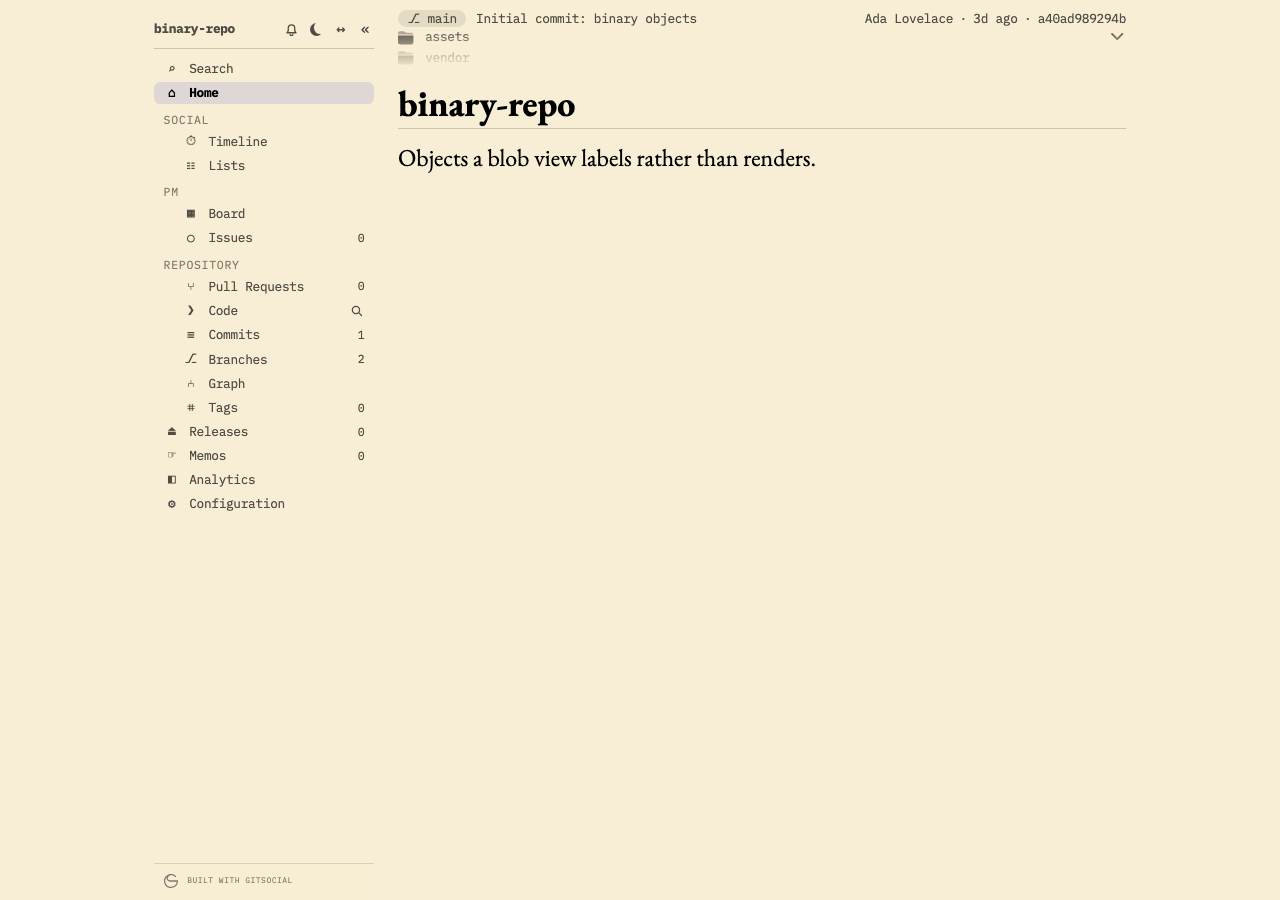 binary-repo
Search
Home
SOCIAL
Timeline
Lists
PM
Board
Issues 0
REPOSITORY
Pull Requests 0
Code
Commits 1
Branches 2
Graph
Tags 0
Releases 0
Memos 0
Analytics
Configuration
BUILT WITH GITSOCIAL
main Initial commit: binary objects Ada Lovelace · 3d ago · a40ad989294b
assets
vendor
binary-repo
Objects a blob view labels rather than renders.